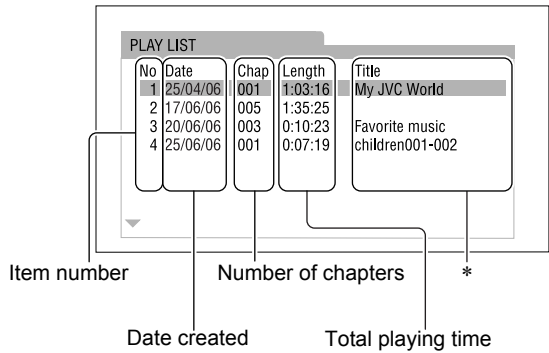 PLAY LIST
No Date Chap Length Title
1 25/04/06 001 1:03:16 My JVC World
2 17/06/06 005 1:35:25
3 20/06/06 003 0:10:23 Favorite music
4 25/06/06 001 0:07:19 children001-002
Item number Number of chapters *
Date created Total playing time